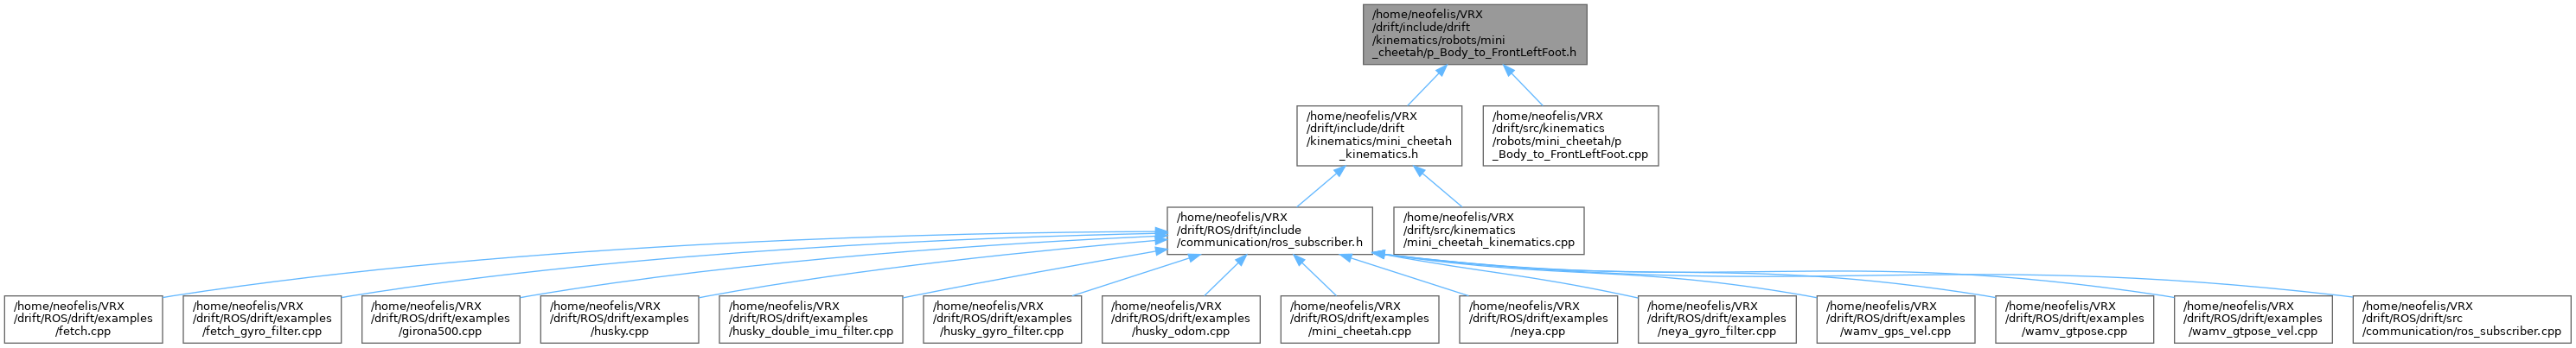 /home/neofelis/VRX
/drift/include/drift
/kinematics/robots/mini
_cheetah/p_Body_to_FrontLeftFoot.h
/home/neofelis/VRX
/drift/include/drift
/kinematics/mini_cheetah
_kinematics.h
/home/neofelis/VRX
/drift/src/kinematics
/robots/mini_cheetah/p
_Body_to_FrontLeftFoot.cpp
/home/neofelis/VRX
/drift/ROS/drift/include
/communication/ros_subscriber.h
/home/neofelis/VRX
/drift/src/kinematics
/mini_cheetah_kinematics.cpp
/home/neofelis/VRX
/drift/ROS/drift/examples
/fetch.cpp
/home/neofelis/VRX
/drift/ROS/drift/examples
/fetch_gyro_filter.cpp
/home/neofelis/VRX
/drift/ROS/drift/examples
/girona500.cpp
/home/neofelis/VRX
/drift/ROS/drift/examples
/husky.cpp
/home/neofelis/VRX
/drift/ROS/drift/examples
/husky_double_imu_filter.cpp
/home/neofelis/VRX
/drift/ROS/drift/examples
/husky_gyro_filter.cpp
/home/neofelis/VRX
/drift/ROS/drift/examples
/husky_odom.cpp
/home/neofelis/VRX
/drift/ROS/drift/examples
/mini_cheetah.cpp
/home/neofelis/VRX
/drift/ROS/drift/examples
/neya.cpp
/home/neofelis/VRX
/drift/ROS/drift/examples
/neya_gyro_filter.cpp
/home/neofelis/VRX
/drift/ROS/drift/examples
/wamv_gps_vel.cpp
/home/neofelis/VRX
/drift/ROS/drift/examples
/wamv_gtpose.cpp
/home/neofelis/VRX
/drift/ROS/drift/examples
/wamv_gtpose_vel.cpp
/home/neofelis/VRX
/drift/ROS/drift/src
/communication/ros_subscriber.cpp